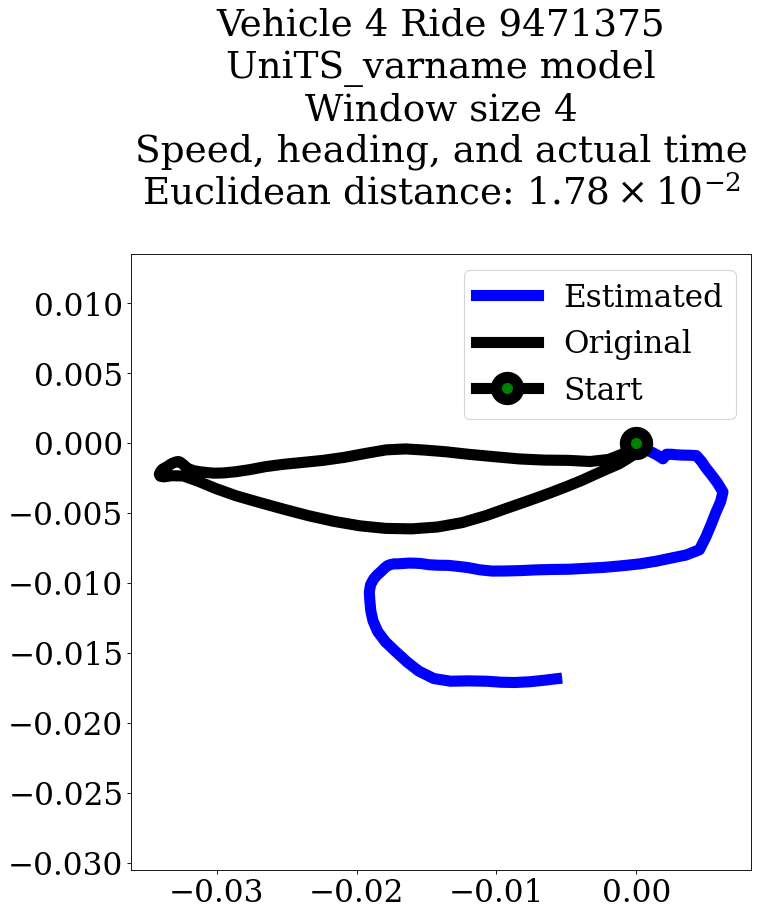 Vehicle 4 Ride 9471375
UniTS_varname model
Window size 4
Speed, heading, and actual time
Euclidean distance: 1.78 × 10⁻²
Estimated
Original
Start
0.010
0.005
0.000
−0.005
−0.010
−0.015
−0.020
−0.025
−0.030
−0.03 −0.02 −0.01 0.00